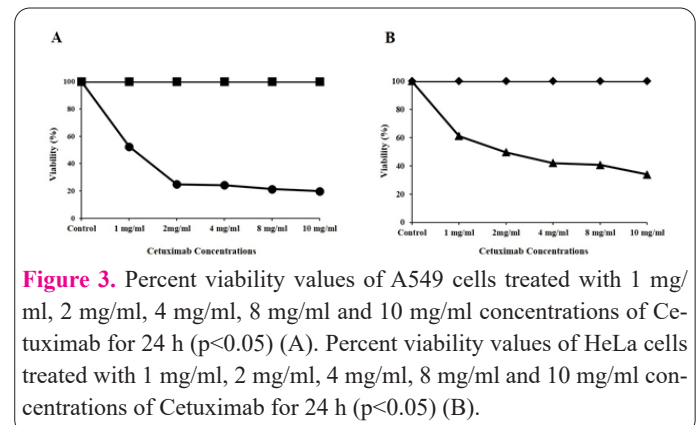 A
B
100
80
60
40
20
0
Viability (%)
Control 1 mg/ml 2mg/ml 4 mg/ml 8 mg/ml 10 mg/ml
Cetuximab Concentrations
100
80
60
40
20
0
Viability (%)
Control 1 mg/ml 2mg/ml 4 mg/ml 8 mg/ml 10 mg/ml
Cetuximab Concentrations
Figure 3. Percent viability values of A549 cells treated with 1 mg/
ml, 2 mg/ml, 4 mg/ml, 8 mg/ml and 10 mg/ml concentrations of Ce-
tuximab for 24 h (p<0.05) (A). Percent viability values of HeLa cells
treated with 1 mg/ml, 2 mg/ml, 4 mg/ml, 8 mg/ml and 10 mg/ml con-
centrations of Cetuximab for 24 h (p<0.05) (B).